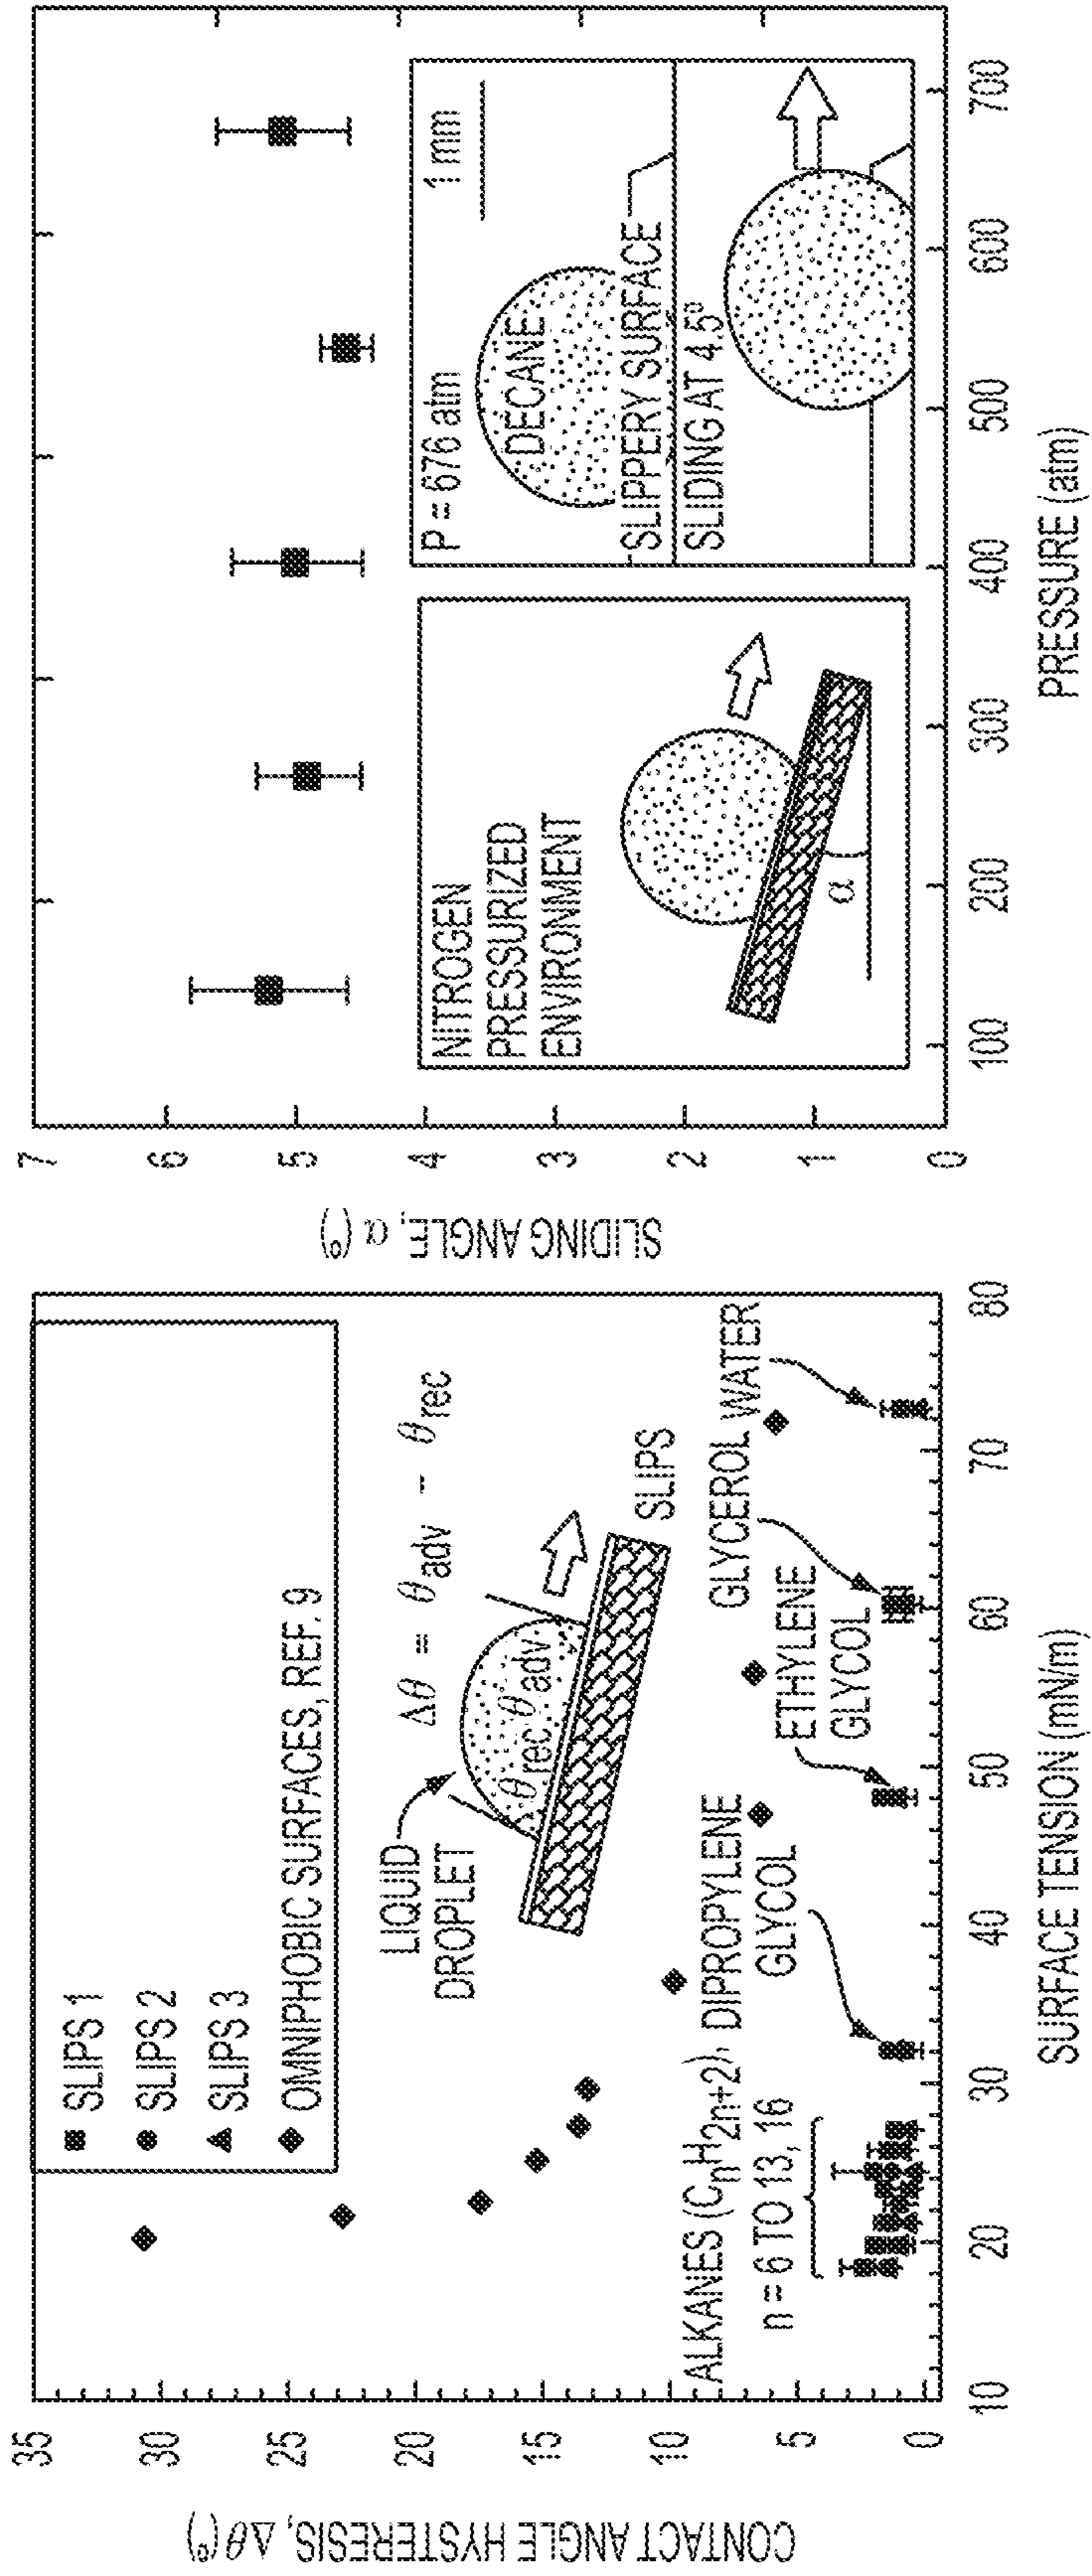 CONTACT ANGLE HYSTERESIS, Δθ (º)
35
30
25
20
15
10
5
0
SLIPS 1
SLIPS 2
SLIPS 3
OMNIPHOBIC SURFACES, REF. 9
LIQUID
DROPLET
Δθ = θadv - θrec
θrec
θadv
SLIPS
ALKANES (CnH2n+2),
n = 6 TO 13, 16
DIPROPYLENE
GLYCOL
ETHYLENE
GLYCOL
GLYCEROL
WATER
10
20
30
40
50
60
70
80
SURFACE TENSION (mN/m)
SLIDING ANGLE, α (º)
7
6
5
4
3
2
1
0
NITROGEN
PRESSURIZED
ENVIRONMENT
α
P = 676 atm
1 mm
DECANE
SLIPPERY SURFACE
SLIDING AT 4.5º
100
200
300
400
500
600
700
PRESSURE (atm)